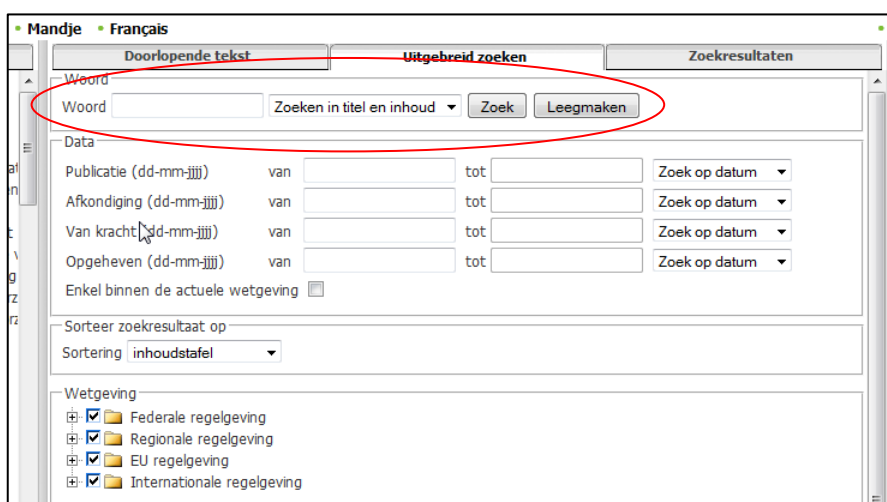 • Mandje • Français
Doorlopende tekst Uitgebreid zoeken Zoekresultaten
Woord
Woord Zoeken in titel en inhoud Zoek Leegmaken
Data
Publicatie (dd-mm-jjjj) van tot Zoek op datum
Afkondiging (dd-mm-jjjj) van tot Zoek op datum
Van kracht (dd-mm-jjjj) van tot Zoek op datum
Opgeheven (dd-mm-jjjj) van tot Zoek op datum
Enkel binnen de actuele wetgeving
Sorteer zoekresultaat op
Sortering inhoudstafel
Wetgeving
Federale regelgeving
Regionale regelgeving
EU regelgeving
Internationale regelgeving